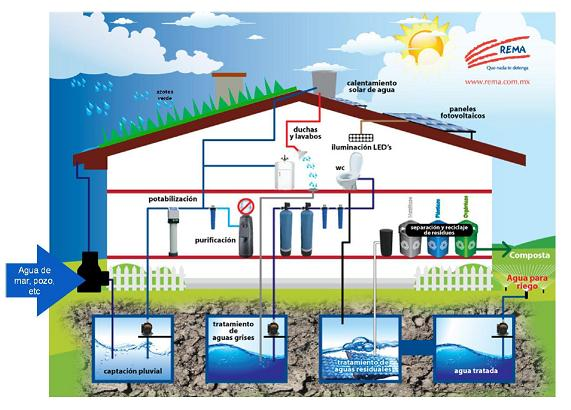 REMA
Que nada te detenga
www.rema.com.mx
azotea
verde
calentamiento
solar de agua
paneles
fotovoltaicos
duchas
y lavabos
iluminación LED's
wc
potabilización
purificación
separación y reciclaje
de residuos
Plástico
Orgánico
Composta
Agua de
mar, pozo,
etc
Agua para
riego
captación pluvial
tratamiento
de
aguas grises
tratamiento de
aguas residuales
agua tratada